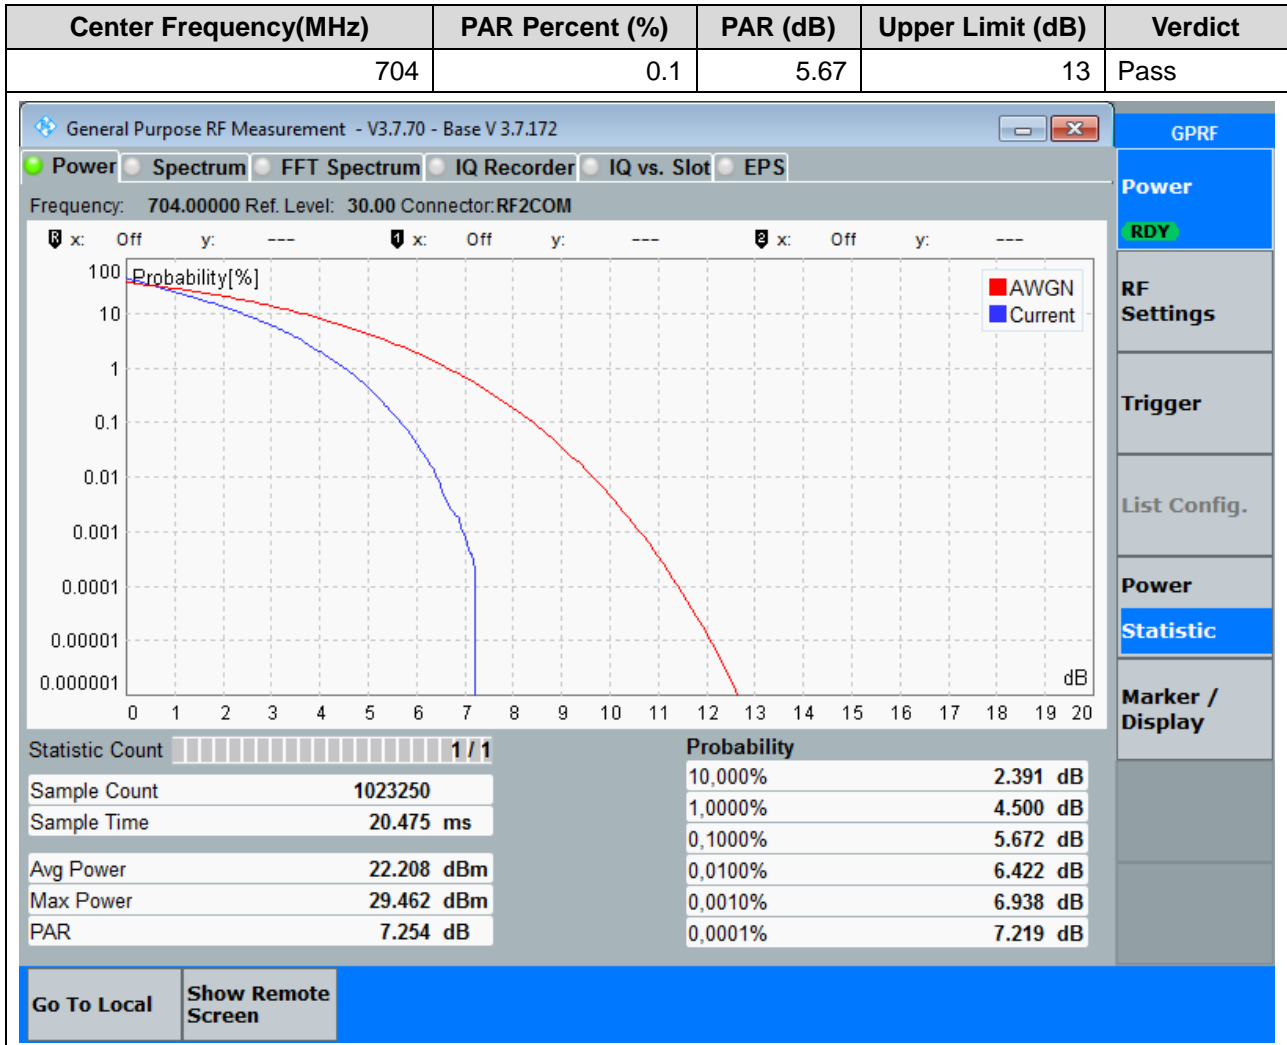 Center Frequency(MHz) PAR Percent (%) PAR (dB) Upper Limit (dB) Verdict
704 0.1 5.67 13 Pass
General Purpose RF Measurement - V3.7.70 - Base V 3.7.172
GPRF
Power Spectrum FFT Spectrum IQ Recorder IQ vs. Slot EPS
Frequency: 704.00000 Ref. Level: 30.00 Connector:RF2COM
R x: Off y: --- 1 x: Off y: --- 2 x: Off y: ---
Probability[%]
AWGN
Current
100
10
1
0.1
0.01
0.001
0.0001
0.00001
0.000001
dB
0 1 2 3 4 5 6 7 8 9 10 11 12 13 14 15 16 17 18 19 20
Statistic Count 1 / 1
Sample Count 1023250
Sample Time 20.475 ms
Avg Power 22.208 dBm
Max Power 29.462 dBm
PAR 7.254 dB
Probability
10,000% 2.391 dB
1,0000% 4.500 dB
0,1000% 5.672 dB
0,0100% 6.422 dB
0,0010% 6.938 dB
0,0001% 7.219 dB
Power
RDY
RF
Settings
Trigger
List Config.
Power
Statistic
Marker /
Display
Go To Local
Show Remote
Screen